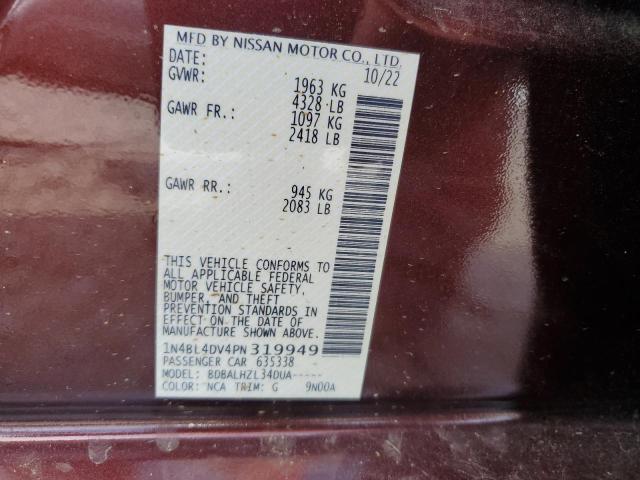 MFD BY NISSAN MOTOR CO., LTD.
DATE: 10/22
GVWR: 1963 KG
4328 LB
GAWR FR.: 1097 KG
2418 LB
GAWR RR.: 945 KG
2083 LB
THIS VEHICLE CONFORMS TO
ALL APPLICABLE FEDERAL
MOTOR VEHICLE SAFETY,
BUMPER, AND THEFT
PREVENTION STANDARDS IN
EFFECT ON THE DATE OF
MANUFACTURE SHOWN ABOVE.
1N4BL4DV4PN319949
PASSENGER CAR 635338
MODEL: BDBALHZL34DUA-----
COLOR: NCA TRIM: G 9N00A